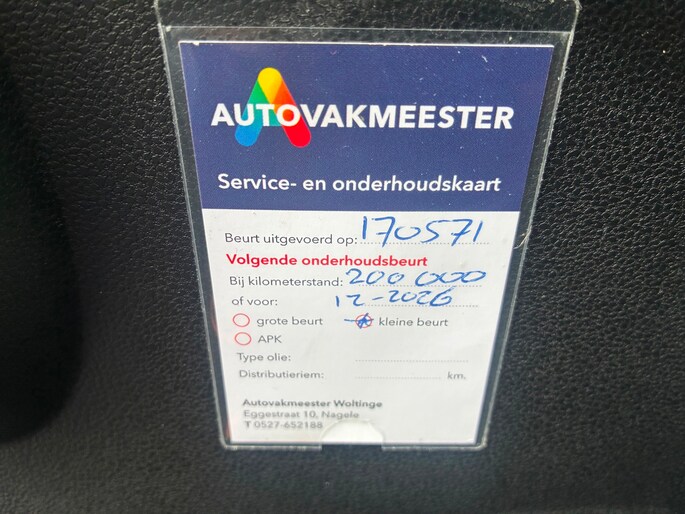 AUTOVAKMEESTER
Service- en onderhoudskaart
Beurt uitgevoerd op: 170571
Volgende onderhoudsbeurt
Bij kilometerstand: 200 000
of voor: 12-2026
grote beurt kleine beurt
APK
Type olie:
Distributieriem: km.
Autovakmeester Woltinge
Eggestraat 10, Nagele
T 0527-652188